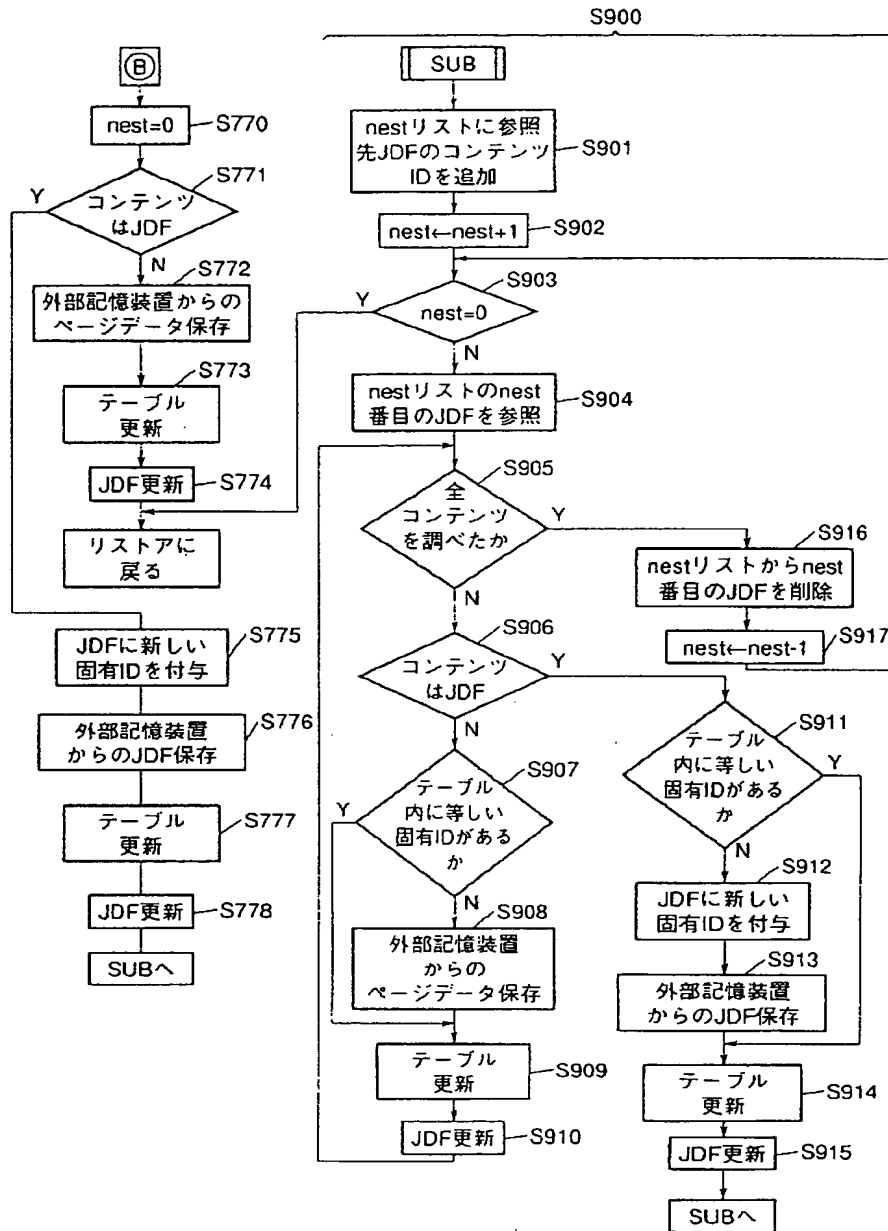 S900
B
nest=0
S770
S771
Y
コンテンツ
はJDF
N
S772
外部記憶装置からの
ページデータ保存
S773
テーブル
更新
JDF更新
S774
リストアに
戻る
JDFに新しい
固有IDを付与
S775
S776
外部記憶装置
からのJDF保存
テーブル
更新
S777
JDF更新
S778
SUBへ
SUB
nestリストに参照
先JDFのコンテンツ
IDを追加
S901
nest←nest+1
S902
S903
Y
nest=0
N
nestリストのnest
番目のJDFを参照
S904
S905
全
コンテンツ
を調べたか
Y
N
S916
nestリストからnest
番目のJDFを削除
S917
nest←nest-1
S906
コンテンツ
はJDF
Y
N
S907
Y
テーブル
内に等しい
固有IDがある
か
N
S908
外部記憶装置
からの
ページデータ保存
テーブル
更新
S909
JDF更新
S910
S911
テーブル
内に等しい
固有IDがある
か
Y
N
S912
JDFに新しい
固有IDを付与
S913
外部記憶装置
からのJDF保存
テーブル
更新
S914
JDF更新
S915
SUBへ